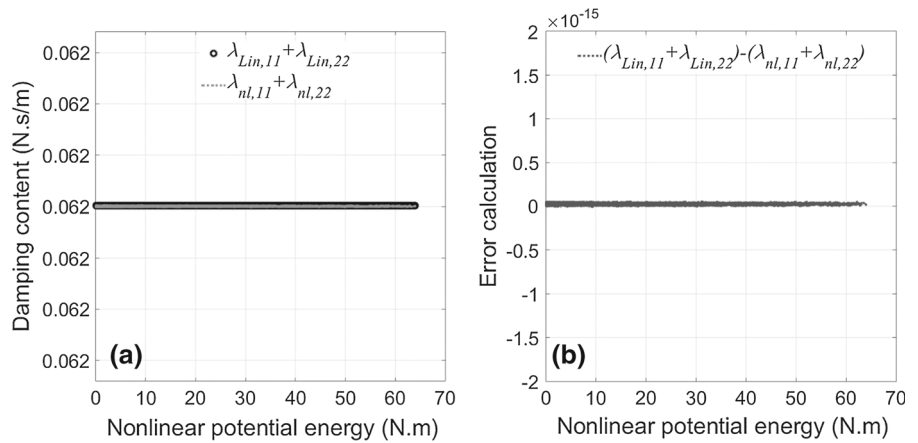 0.062
0.062
0.062
0.062
0.062
0.062
0.062
Damping content (N.s/m)
λLin,11+λLin,22
λnl,11+λnl,22
(a)
0 10 20 30 40 50 60 70
Nonlinear potential energy (N.m)
×10-15
2
1.5
1
0.5
0
-0.5
-1
-1.5
-2
Error calculation
(λLin,11+λLin,22)-(λnl,11+λnl,22)
(b)
0 10 20 30 40 50 60 70
Nonlinear potential energy (N.m)